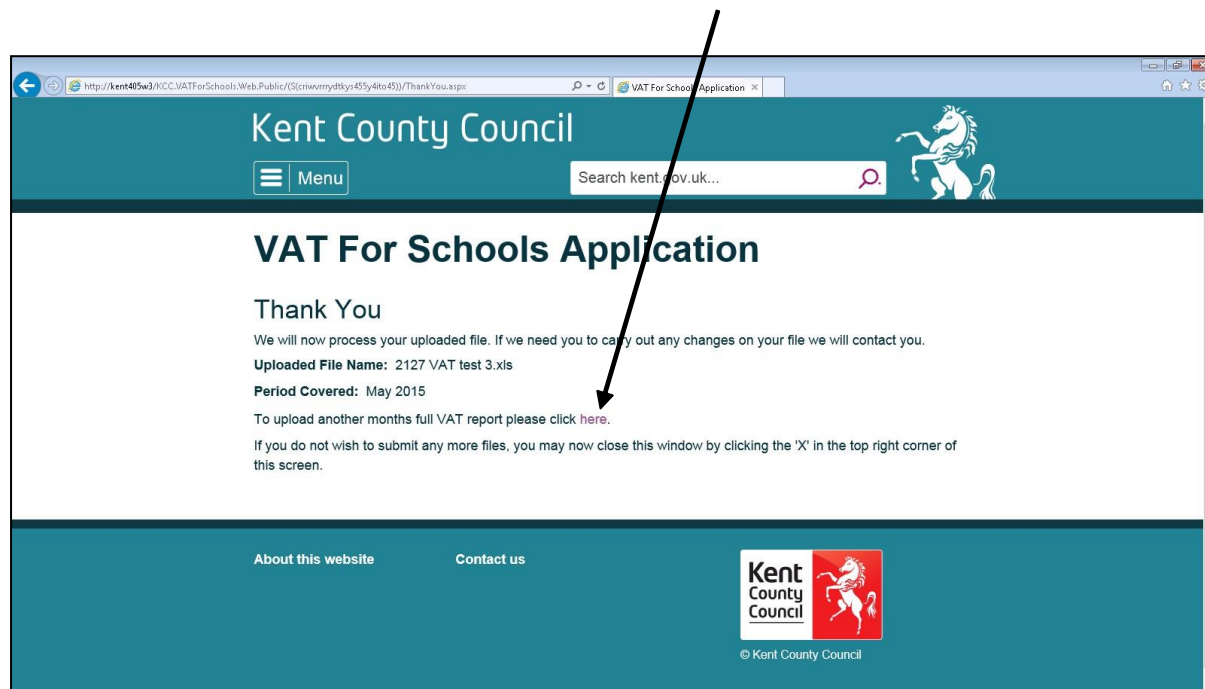 http://kent405w3/KCC.VATForSchools.Web.Public/(S(criwvrrrydtkys455y4ito45))/ThankYou.aspx
VAT For Schools Application
Kent County Council
Menu
Search kent.gov.uk...
VAT For Schools Application
Thank You
We will now process your uploaded file. If we need you to carry out any changes on your file we will contact you.
Uploaded File Name: 2127 VAT test 3.xls
Period Covered: May 2015
To upload another months full VAT report please click here.
If you do not wish to submit any more files, you may now close this window by clicking the 'X' in the top right corner of
this screen.
About this website
Contact us
Kent
County
Council
© Kent County Council